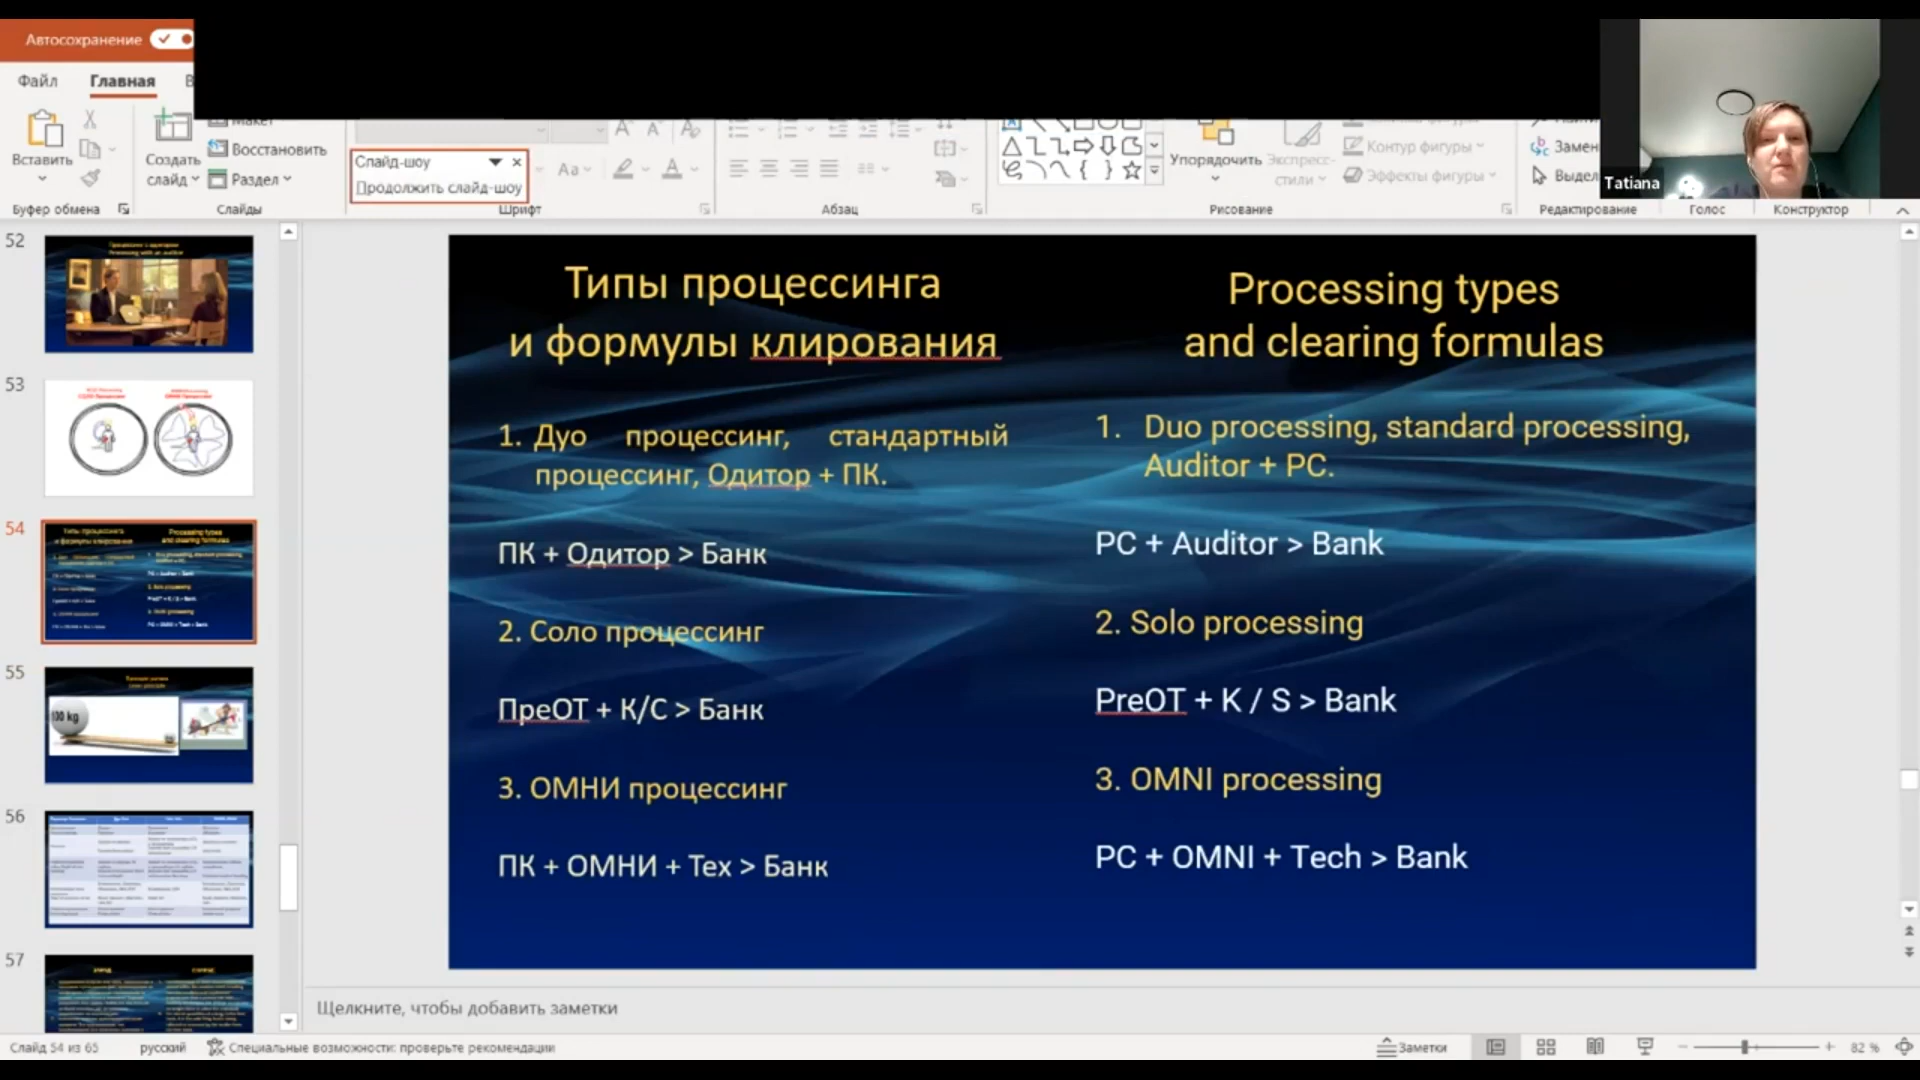 Автосохранение
Файл
Главная
В
Вставить
Создать
слайд
Макет
Восстановить
Раздел
Слайд-шоу
Продолжить слайд-шоу
Упорядочить
Экспресс-
стили
Контур фигуры
Эффекты фигуры
Замен
Выдел
Tatiana
Буфер обмена
Слайды
Шрифт
Абзац
Рисование
Редактирование
Голос
Конструктор
52
53
54
55
100 kg
56
57
Типы процессинга
и формулы клирования
1. Дуо процессинг, стандартный
процессинг, Одитор + ПК.
ПК + Одитор > Банк
2. Соло процессинг
ПреОТ + К/С > Банк
3. ОМНИ процессинг
ПК + ОМНИ + Тех > Банк
Processing types
and clearing formulas
1. Duo processing, standard processing,
Auditor + PC.
PC + Auditor > Bank
2. Solo processing
PreOT + K / S > Bank
3. OMNI processing
PC + OMNI + Tech > Bank
Щелкните, чтобы добавить заметки
Слайд 54 из 65
русский
Специальные возможности: проверьте рекомендации
Заметки
82 %